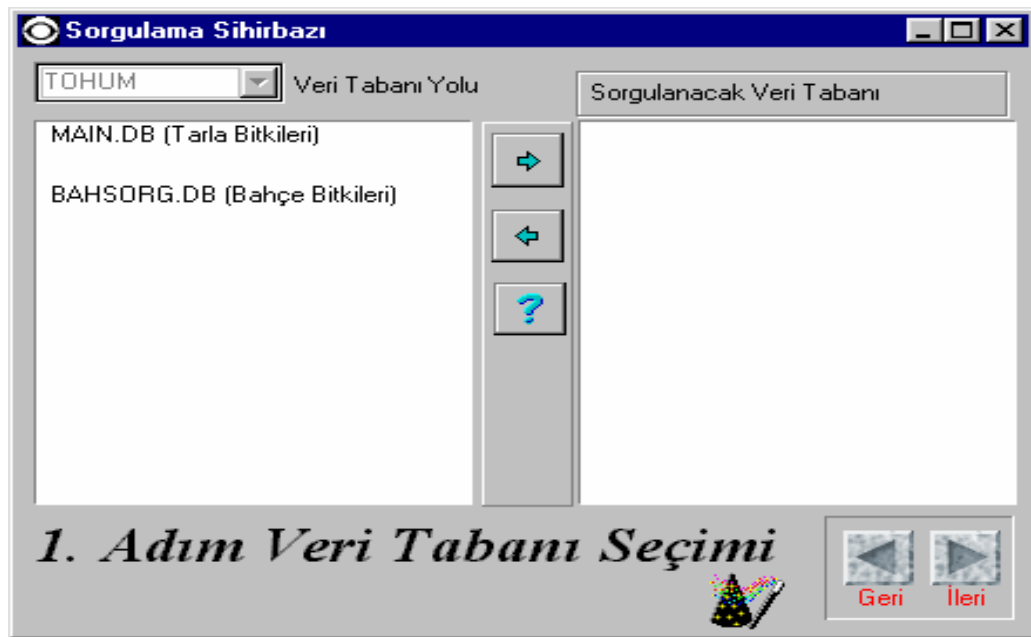 Sorgulama Sihirbazı
TOHUM
Veri Tabanı Yolu
Sorgulanacak Veri Tabanı
MAIN.DB (Tarla Bitkileri)
BAHSORG.DB (Bahçe Bitkileri)
?
1. Adım Veri Tabanı Seçimi
Geri
İleri